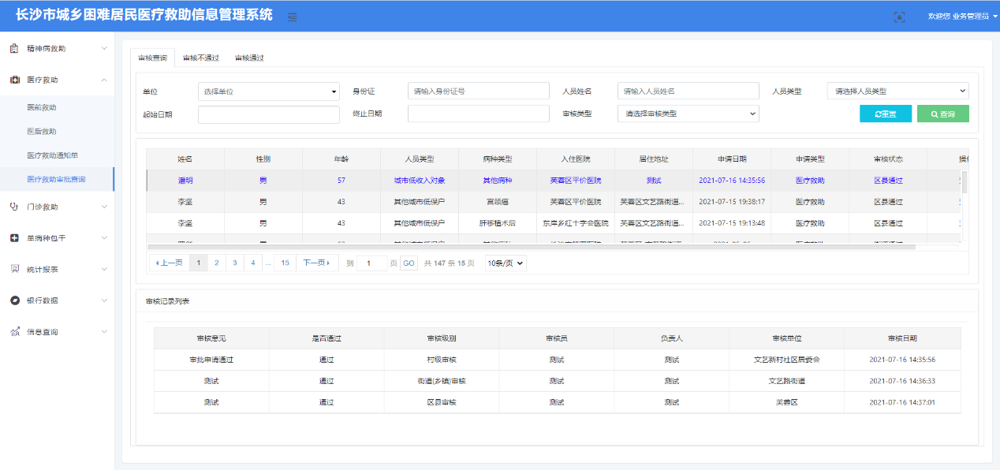 长沙市城乡困难居民医疗救助信息管理系统
欢迎您 业务管理员
精神病救助
医疗救助
医前救助
医后救助
医疗救助通知单
医疗救助审批查询
门诊救助
单病种包干
统计报表
银行数据
信息查询
审核查询 审核不通过 审核通过
单位 选择单位 身份证 请输入身份证号 人员姓名 请输入人员姓名 人员类型 请选择人员类型
起始日期 终止日期 审核类型 请选择审核类型 重置 查询
姓名 性别 年龄 人员类型 病种类型 入住医院 居住地址 申请日期 申请类型 审核状态
潘明 男 57 城市低收入对象 其他病种 芙蓉区平价医院 测试 2021-07-16 14:35:56 医疗救助 区县通过
李坚 男 43 其他城市低保户 宫颈癌 芙蓉区平价医院 芙蓉区文艺路街道... 2021-07-15 19:38:17 医疗救助 区县通过
李坚 男 43 其他城市低保户 肝移植术后 东岸乡红十字会医院 芙蓉区文艺路街道... 2021-07-15 19:13:48 医疗救助 区县通过
上一页 1 2 3 4 ... 15 下一页 到 1 页 GO 共 147 条 15 页 10条/页
审核记录列表
审核意见 是否通过 审核级别 审核员 负责人 审核单位 审核日期
审批申请通过 通过 村级审核 测试 测试 文艺新村社区居委会 2021-07-16 14:35:56
测试 通过 街道(乡镇)审核 测试 测试 文艺路街道 2021-07-16 14:36:33
测试 通过 区县审核 测试 测试 芙蓉区 2021-07-16 14:37:01